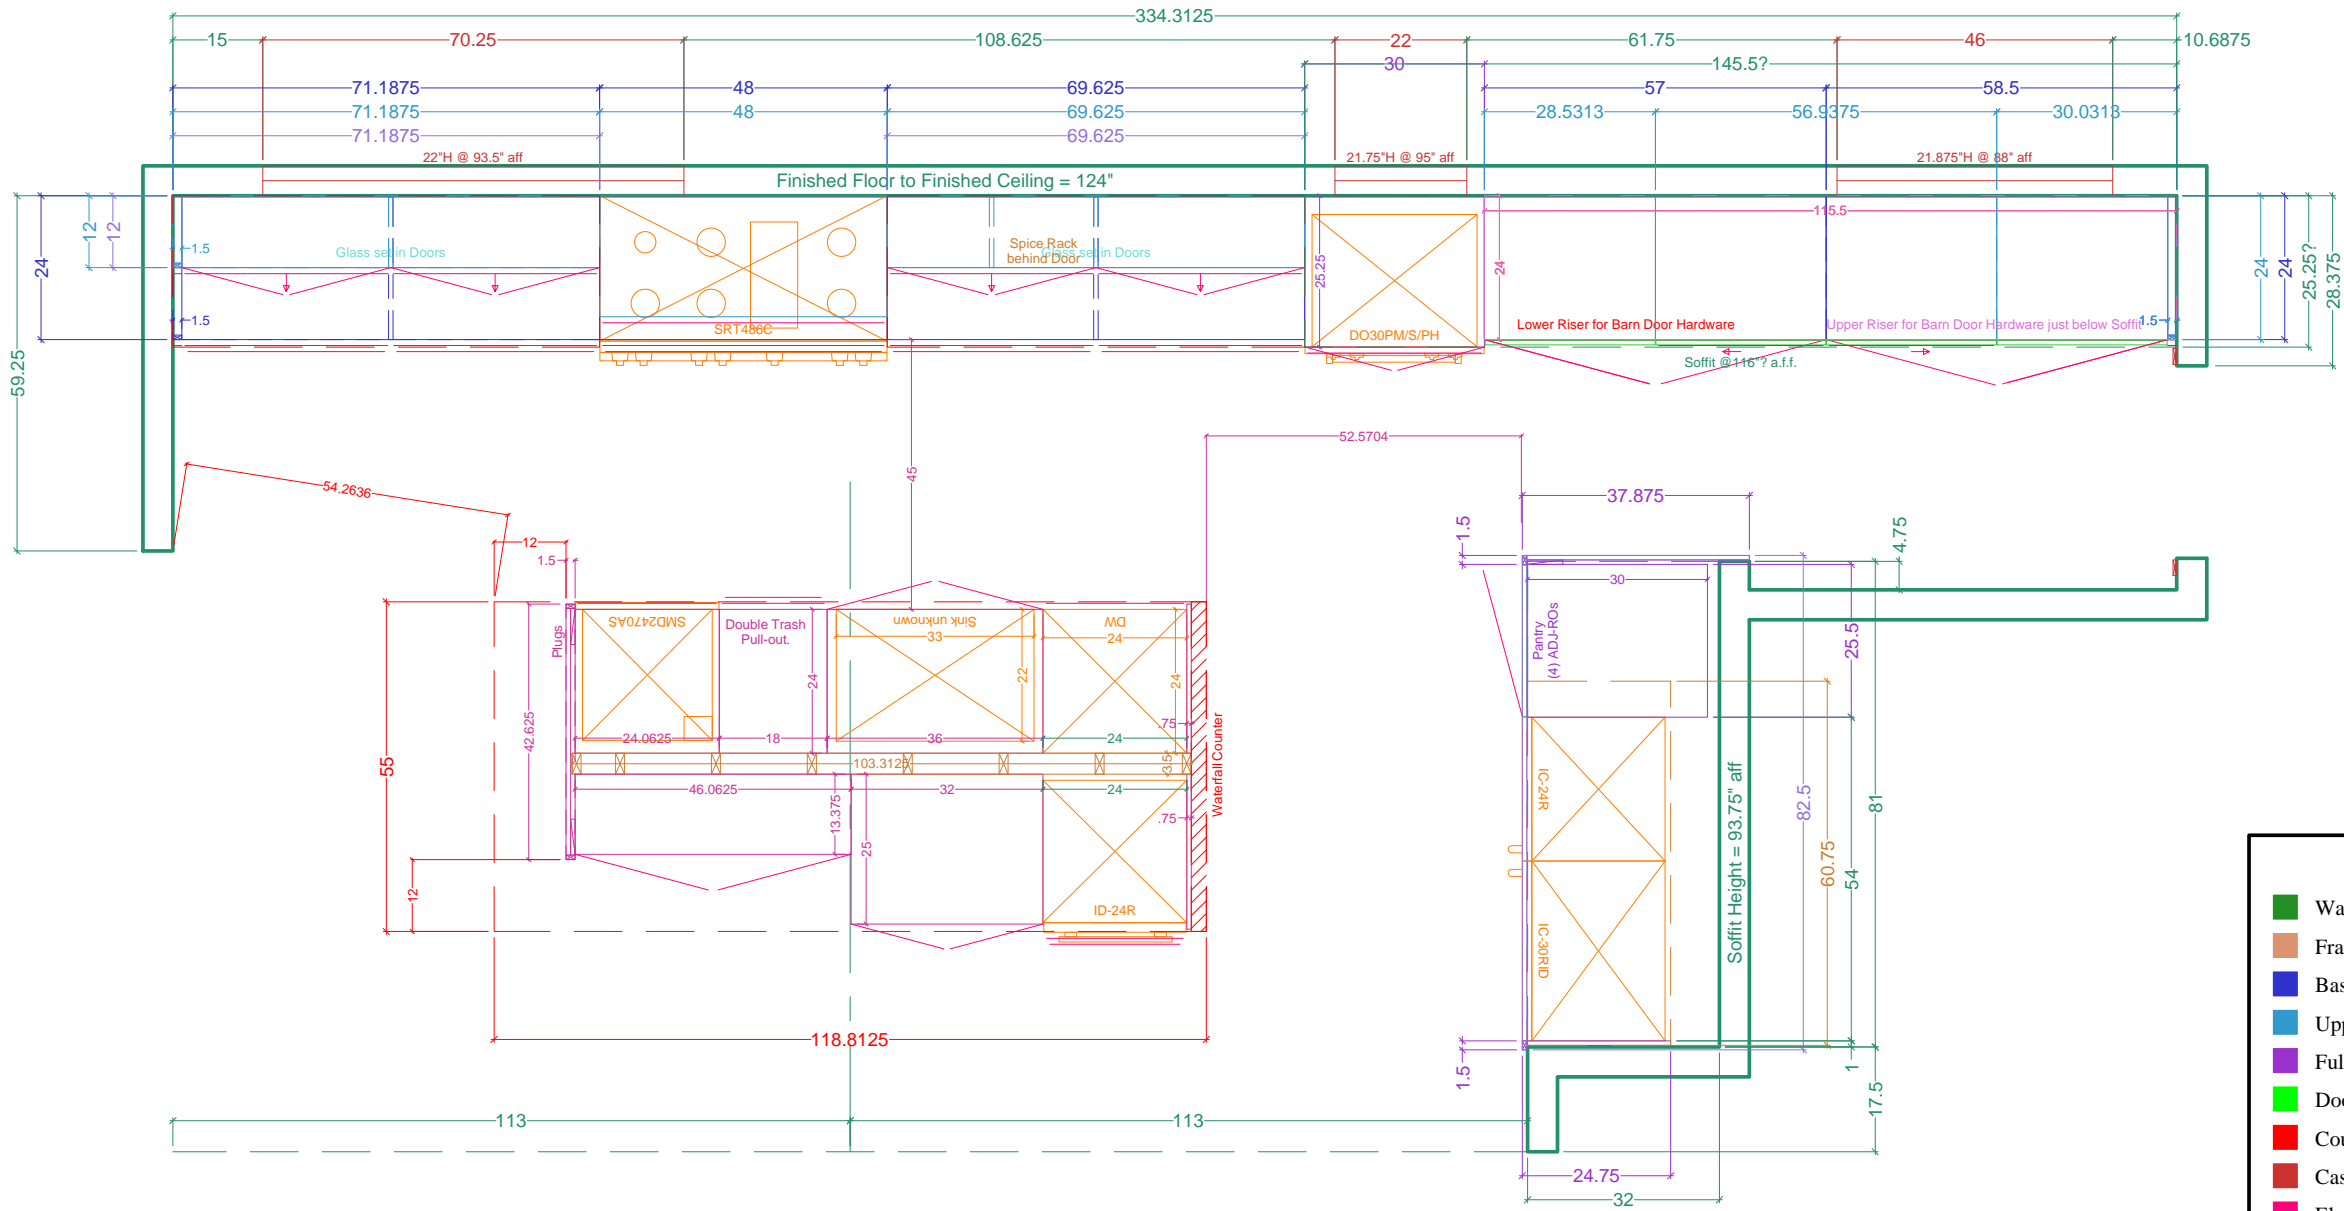 334.3125
15 70.25 108.625 22 61.75 46 10.6875
30 145.5?
71.1875 48 69.625 57 58.5
71.1875 48 69.625 28.5313 56.9375 30.0313
71.1875 69.625
22"H @ 93.5" aff 21.75"H @ 95" aff 21.875"H @ 88" aff
Finished Floor to Finished Ceiling = 124"
115.5
59.25
24
12
12
1.5
1.5
Glass set in Doors
SRT486C
Spice Rack
behind Door
Glass set in Doors
25.25
DO30PM/S/PH
24
Lower Riser for Barn Door Hardware
Upper Riser for Barn Door Hardware just below Soffit
1.5
Soffit @116"? a.f.f.
24
24
25.25?
28.375
54.2636
45
52.5704
12
1.5
55
42.625
12
Plugs
SMD2470AS
Double Trash
Pull-out.
Sink unknown
33
22
DW
24
24
24
24.0625 18 36 24
.75
103.3125
3.5
46.0625 32 24
.75
13.375
25
ID-24R
Waterfall Counter
118.8125
113 113
37.875
1.5
4.75
30
Pantry
(4) ADJ-ROs
25.5
IC-24R
IC-30RID
Soffit Height = 93.75" aff
82.5
60.75
54
81
1.5
1
17.5
24.75
32
Wa
Fra
Bas
Upp
Ful
Doo
Cou
Cas